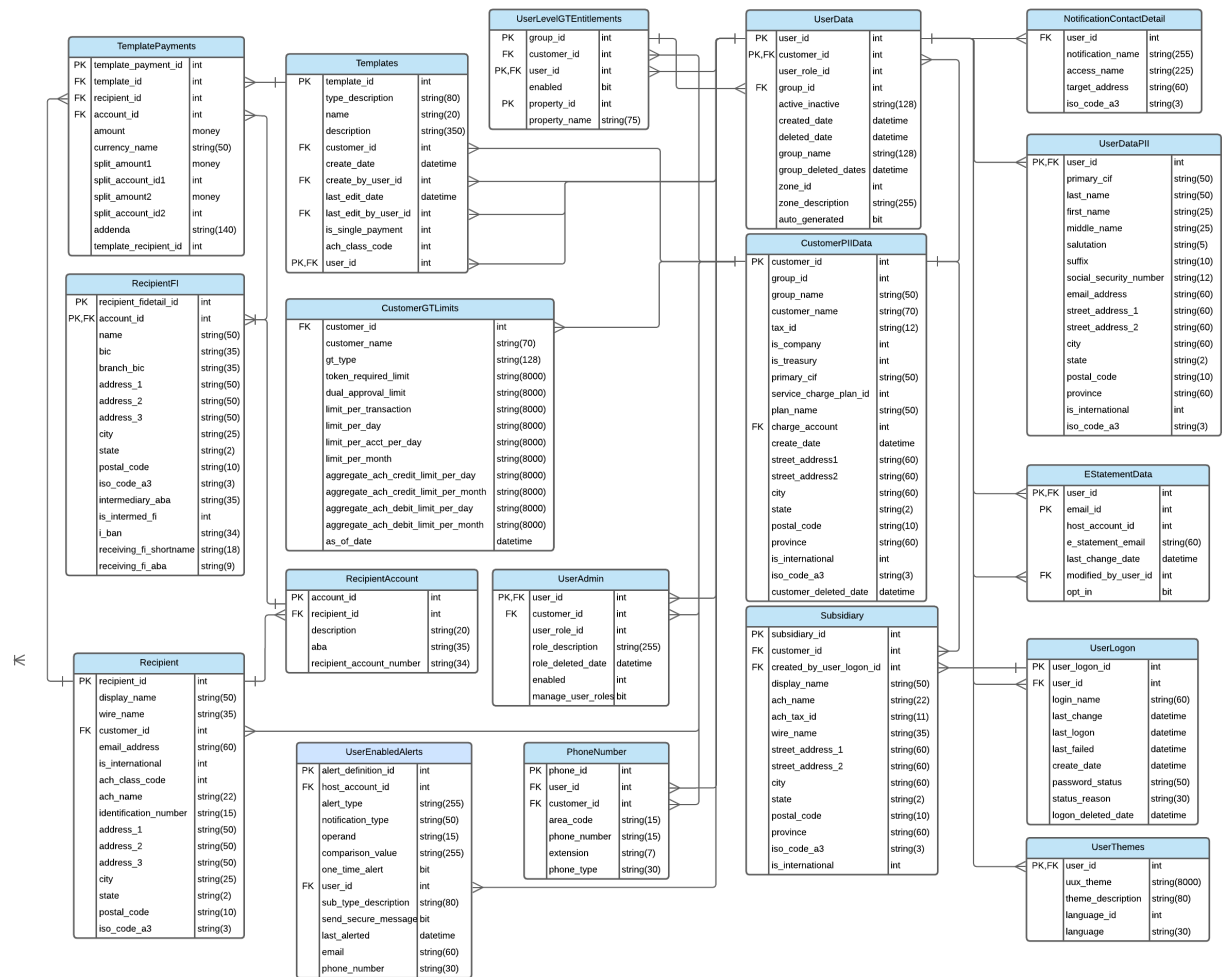 TemplatePayments
PK template_payment_id int
FK template_id int
FK recipient_id int
FK account_id int
amount money
currency_name string(50)
split_amount1 money
split_account_id1 int
split_amount2 money
split_account_id2 int
addenda string(140)
template_recipient_id int
Templates
PK template_id int
type_description string(80)
name string(20)
description string(350)
FK customer_id int
create_date datetime
FK create_by_user_id int
last_edit_date datetime
FK last_edit_by_user_id int
is_single_payment int
ach_class_code int
PK,FK user_id int
UserLevelGTEntitlements
PK group_id int
FK customer_id int
PK,FK user_id int
enabled bit
PK property_id int
property_name string(75)
UserData
PK user_id int
PK,FK customer_id int
user_role_id int
FK group_id int
active_inactive string(128)
created_date datetime
deleted_date datetime
group_name string(128)
group_deleted_dates datetime
zone_id int
zone_description string(255)
auto_generated bit
NotificationContactDetail
FK user_id int
notification_name string(255)
access_name string(225)
target_address string(60)
iso_code_a3 string(3)
UserDataPII
PK,FK user_id int
primary_cif string(50)
last_name string(50)
first_name string(25)
middle_name string(25)
salutation string(5)
suffix string(10)
social_security_number string(12)
email_address string(60)
street_address_1 string(60)
street_address_2 string(60)
city string(60)
state string(2)
postal_code string(10)
province string(60)
is_international int
iso_code_a3 string(3)
RecipientFI
PK recipient_fidetail_id int
PK,FK account_id int
name string(50)
bic string(35)
branch_bic string(35)
address_1 string(50)
address_2 string(50)
address_3 string(50)
city string(25)
state string(2)
postal_code string(10)
iso_code_a3 string(3)
intermediary_aba string(35)
is_intermed_fi int
i_ban string(34)
receiving_fi_shortname string(18)
receiving_fi_aba string(9)
CustomerGTLimits
FK customer_id int
customer_name string(70)
gt_type string(128)
token_required_limit string(8000)
dual_approval_limit string(8000)
limit_per_transaction string(8000)
limit_per_day string(8000)
limit_per_acct_per_day string(8000)
limit_per_month string(8000)
aggregate_ach_credit_limit_per_day string(8000)
aggregate_ach_credit_limit_per_month string(8000)
aggregate_ach_debit_limit_per_day string(8000)
aggregate_ach_debit_limit_per_month string(8000)
as_of_date datetime
CustomerPIIData
PK customer_id int
group_id int
group_name string(50)
customer_name string(70)
tax_id string(12)
is_company int
is_treasury int
primary_cif string(50)
service_charge_plan_id int
plan_name string(50)
FK charge_account int
create_date datetime
street_address1 string(60)
street_address2 string(60)
city string(60)
state string(2)
postal_code string(10)
province string(60)
is_international int
iso_code_a3 string(3)
customer_deleted_date datetime
EStatementData
PK,FK user_id int
PK email_id int
host_account_id int
e_statement_email string(60)
last_change_date datetime
FK modified_by_user_id int
opt_in bit
RecipientAccount
PK account_id int
FK recipient_id int
description string(20)
aba string(35)
recipient_account_number string(34)
UserAdmin
PK,FK user_id int
FK customer_id int
user_role_id int
role_description string(255)
role_deleted_date datetime
enabled int
manage_user_roles bit
Subsidiary
PK subsidiary_id int
FK customer_id int
FK created_by_user_logon_id int
display_name string(50)
ach_name string(22)
ach_tax_id string(11)
wire_name string(35)
street_address_1 string(60)
street_address_2 string(60)
city string(60)
state string(2)
postal_code string(10)
province string(60)
iso_code_a3 string(3)
is_international int
UserLogon
PK user_logon_id int
FK user_id int
login_name string(60)
last_change datetime
last_logon datetime
last_failed datetime
create_date datetime
password_status string(50)
status_reason string(30)
logon_deleted_date datetime
Recipient
PK recipient_id int
display_name string(50)
wire_name string(35)
FK customer_id int
email_address string(60)
is_international int
ach_class_code int
ach_name string(22)
identification_number string(15)
address_1 string(50)
address_2 string(50)
address_3 string(50)
city string(25)
state string(2)
postal_code string(10)
iso_code_a3 string(3)
UserEnabledAlerts
PK alert_definition_id int
FK host_account_id int
alert_type string(255)
notification_type string(50)
operand string(15)
comparison_value string(255)
one_time_alert bit
FK user_id int
sub_type_description string(80)
send_secure_message bit
last_alerted datetime
email string(60)
phone_number string(30)
PhoneNumber
PK phone_id int
FK user_id int
FK customer_id int
area_code string(15)
phone_number string(15)
extension string(7)
phone_type string(30)
UserThemes
PK,FK user_id int
uux_theme string(8000)
theme_description string(80)
language_id int
language string(30)